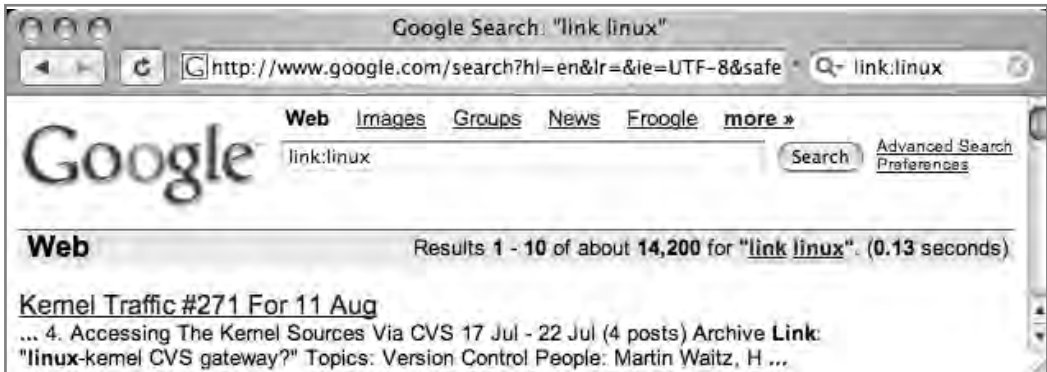 Google Search: "link linux"
http://www.google.com/search?hl=en&lr=&ie=UTF-8&safe
link:linux
Web Images Groups News Froogle more »
Google
link:linux
Search
Advanced Search
Preferences
Web
Results 1 - 10 of about 14,200 for "link linux". (0.13 seconds)
Kernel Traffic #271 For 11 Aug
... 4. Accessing The Kernel Sources Via CVS 17 Jul - 22 Jul (4 posts) Archive Link:
"linux-kernel CVS gateway?" Topics: Version Control People: Martin Waitz, H ...